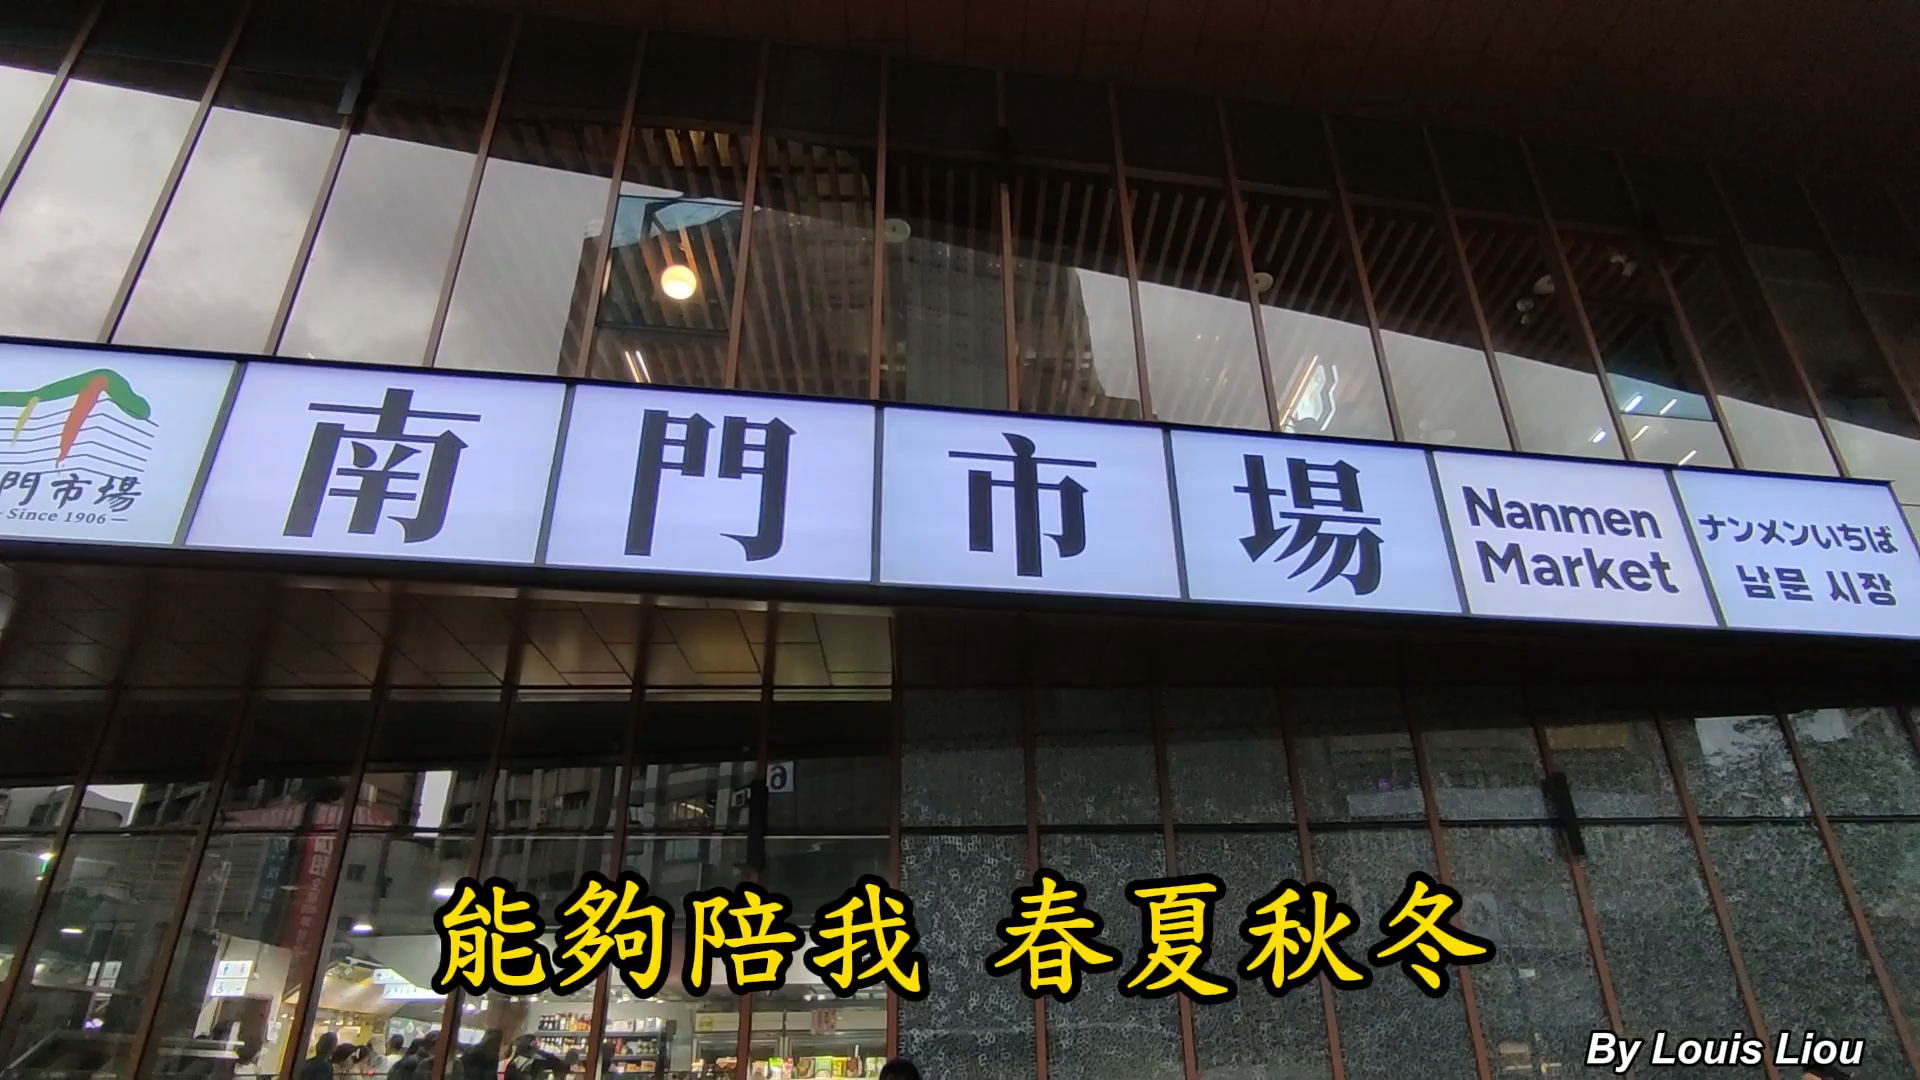 門市場
Since 1906
南門市場
Nanmen
Market
ナンメンいちば
남문 시장
能夠陪我 春夏秋冬
By Louis Liou